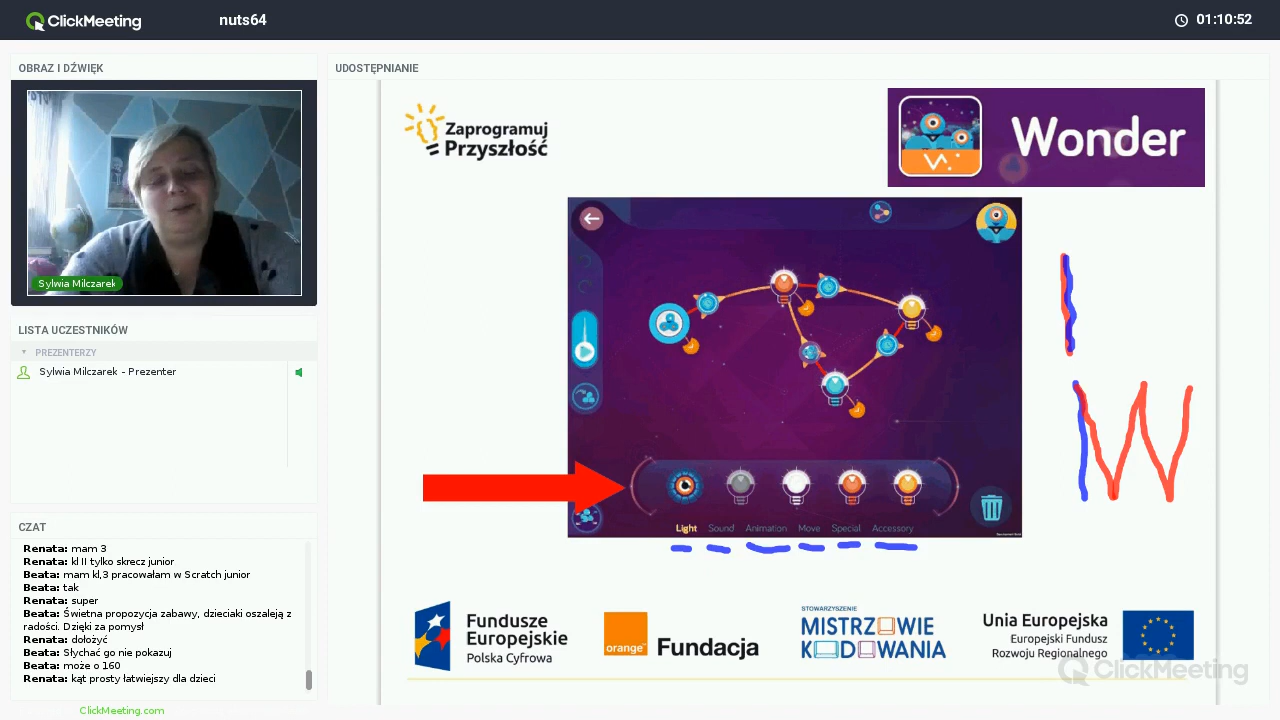 ClickMeeting
nuts64
01:10:52
OBRAZ I DŹWIĘK
Sylwia Milczarek
LISTA UCZESTNIKÓW
PREZENTERZY
Sylwia Milczarek - Prezenter
CZAT
Renata: mam 3
Renata: kl II tylko skrecz junior
Beata: mam kl,3 pracowałam w Scratch junior
Beata: tak
Renata: super
Beata: Świetna propozycja zabawy, dzieciaki oszaleją z
radości. Dzięki za pomysł
Renata: dołożyć
Beata: Słychać go nie pokazuj
Beata: może o 160
Renata: kąt prosty łatwiejszy dla dzieci
ClickMeeting.com
UDOSTĘPNIANIE
Zaprogramuj
Przyszłość
Wonder
Light Sound Animation Move Special Accessory
W
Fundusze
Europejskie
Polska Cyfrowa
orange
Fundacja
STOWARZYSZENIE
MISTRZOWIE
KODOWANIA
Unia Europejska
Europejski Fundusz
Rozwoju Regionalnego
ClickMeeting